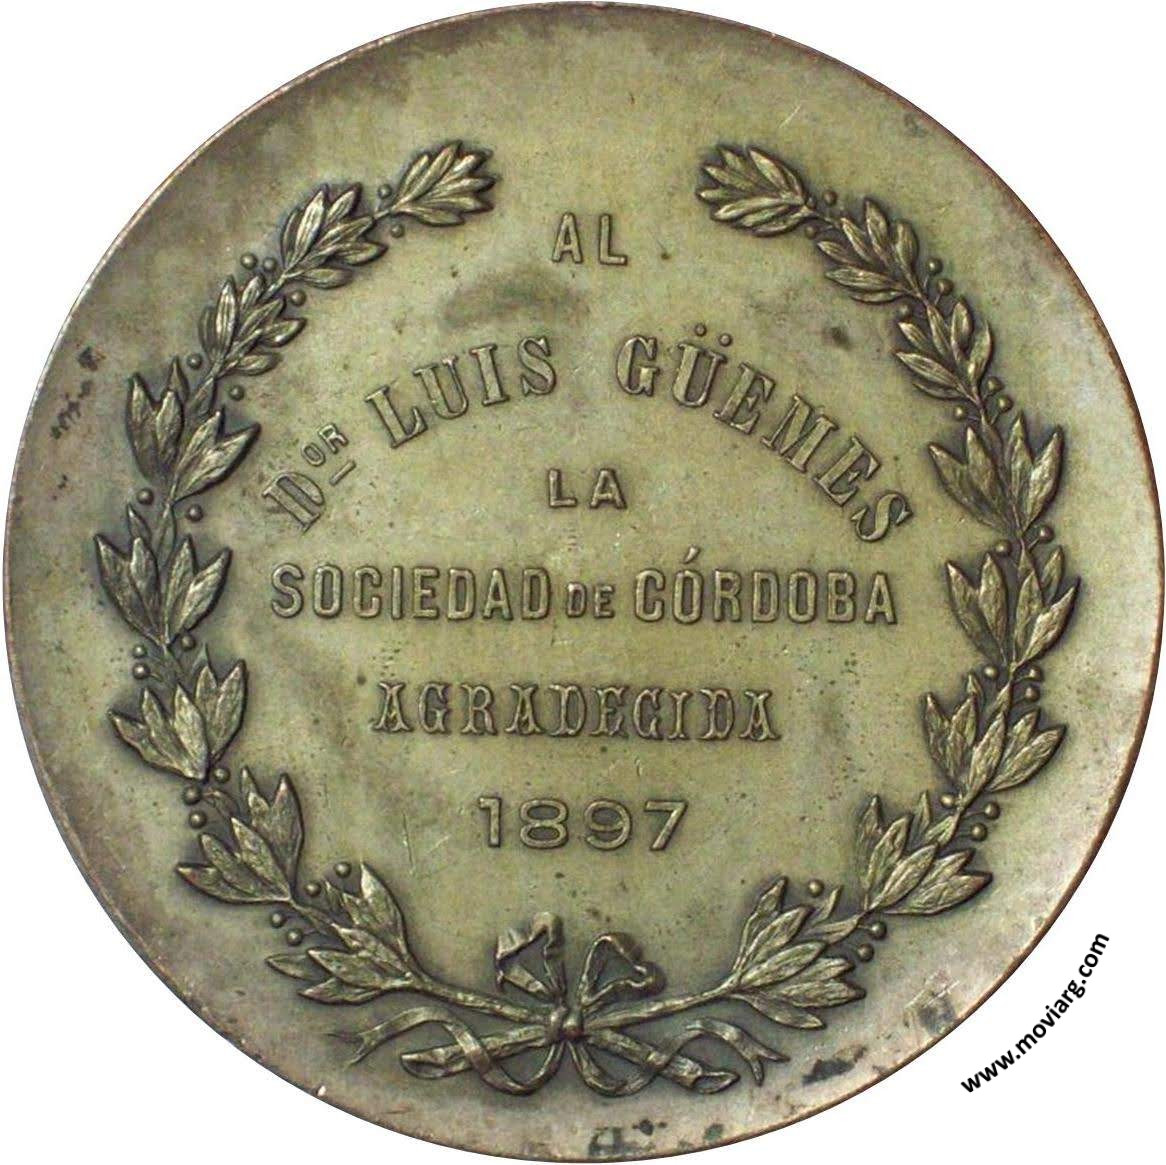 AL
Dor LUIS GÜEMES
LA
SOCIEDAD DE CÓRDOBA
AGRADECIDA
1897
www.moviarg.com